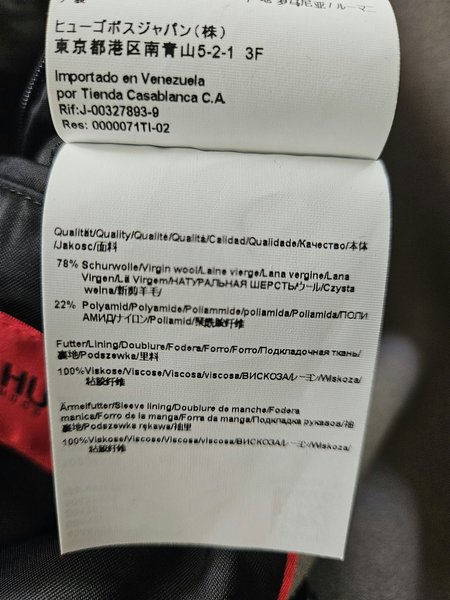 ヒューゴボスジャパン(株)
東京都港区南青山5-2-1 3F
Importado en Venezuela
por Tienda Casablanca C.A.
Rif:J-00327893-9
Res: 0000071TI-02
Qualität/Quality/Qualité/Qualità/Calidad/Qualidade/Качество/本体
/Jakosc/面料
78% Schurwolle/Virgin wool/Laine vierge/Lana vergine/Lana
Virgen/Lã Virgem/НАТУРАЛЬНАЯ ШЕРСТЬ/ウール/Czysta
welna/新剪羊毛/
22% Polyamid/Polyamide/Polyammide/poliamida/Poliamida/ПОЛИ
АМИД/ナイロン/Poliamid/聚酰胺纤维
Futter/Lining/Doublure/Fodera/Forro/Forro/Подкладочная ткань/
裏地/Podszewka/里料
100%Viskose/Viscose/Viscosa/viscosa/ВИСКОЗА/レーヨン/Wiskoza/
粘胶纤维
Ärmelfutter/Sleeve lining/Doublure de manche/Fodera
manica/Forro de la manga/Forra da manga/Подкладка рукавов/袖
裏地/Podszewka rękawa/袖里
100%Viskose/Viscose/Viscosa/viscosa/ВИСКОЗА/レーヨン/Wiskoza/
粘胶纤维
HU